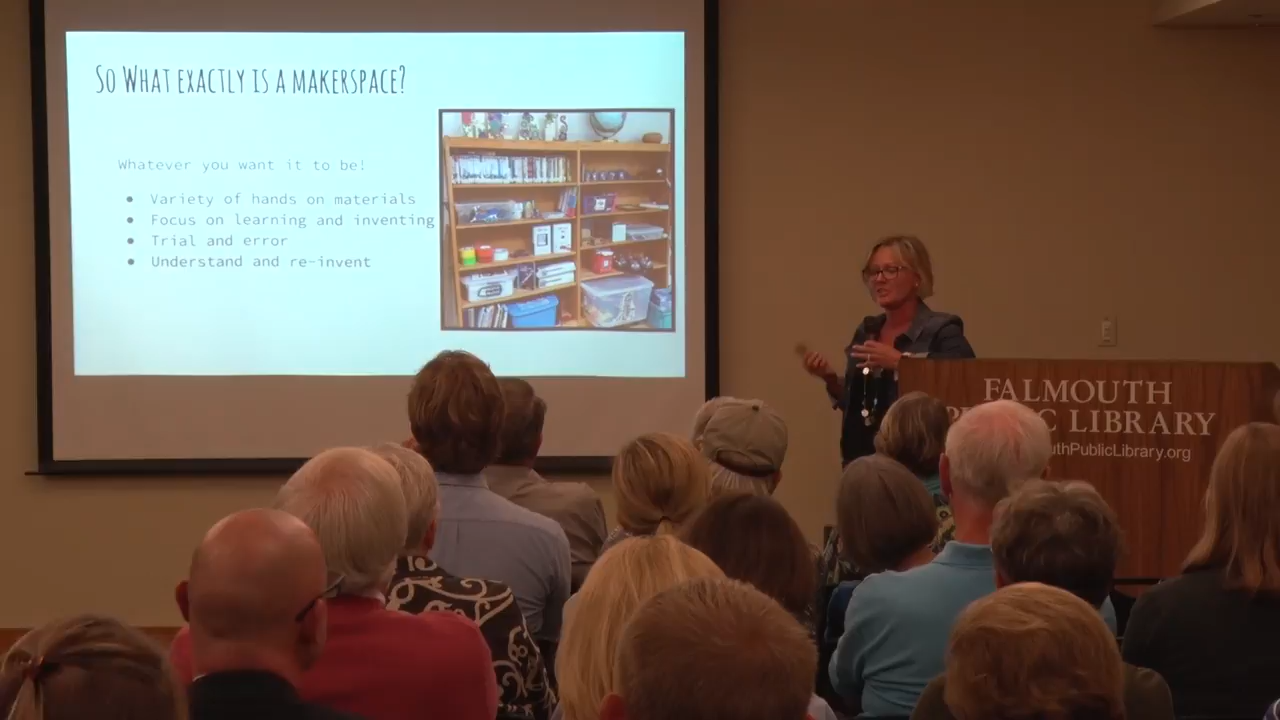 So What exactly is a makerspace?
Whatever you want it to be!
● Variety of hands on materials
● Focus on learning and inventing
● Trial and error
● Understand and re-invent
FALMOUTH
LIBRARY
uthPublicLibrary.org